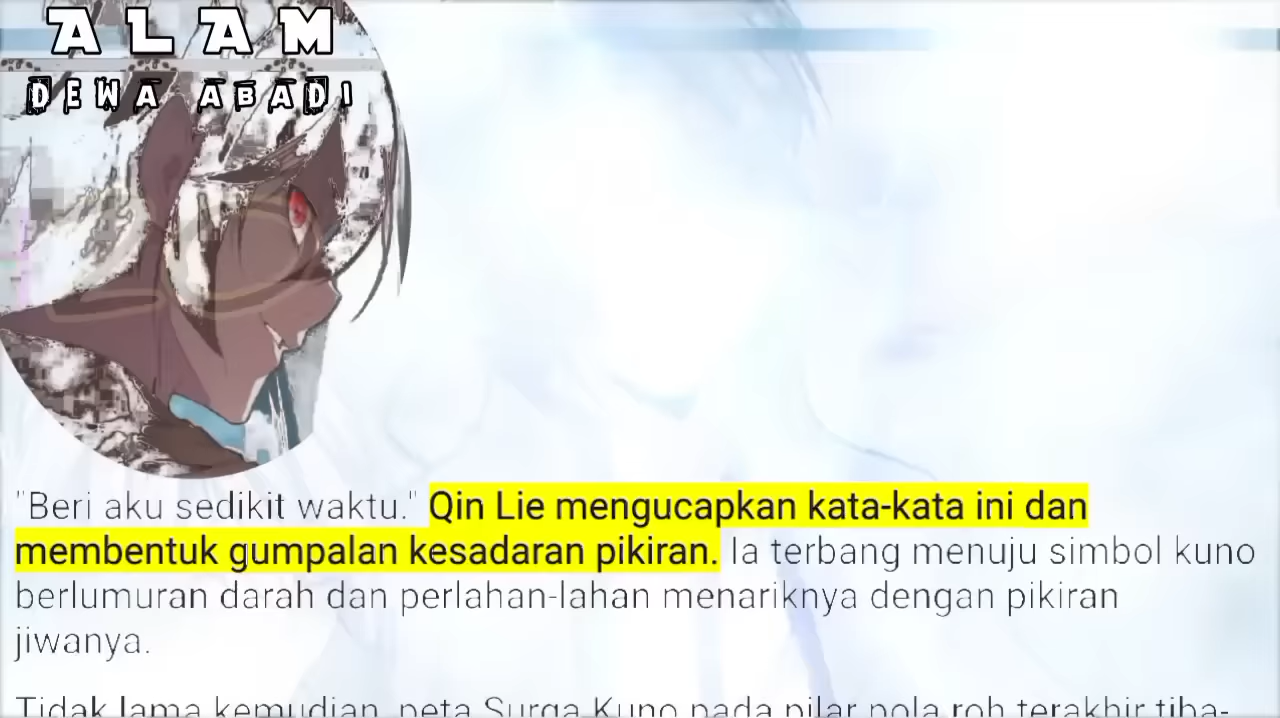 ALAM
DEWA ABADI
"Beri aku sedikit waktu." Qin Lie mengucapkan kata-kata ini dan
membentuk gumpalan kesadaran pikiran. Ia terbang menuju simbol kuno
berlumuran darah dan perlahan-lahan menariknya dengan pikiran
jiwanya.
Tidak lama kemudian, peta Surga Kuno pada pilar pola roh terakhir tiba-